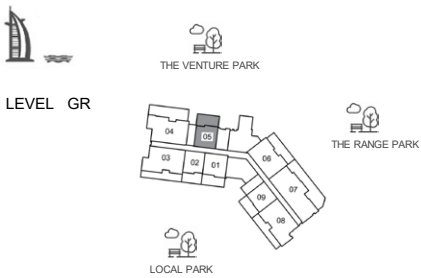 THE VENTURE PARK
LEVEL GR
THE RANGE PARK
04
05
03
02
01
06
07
09
08
LOCAL PARK